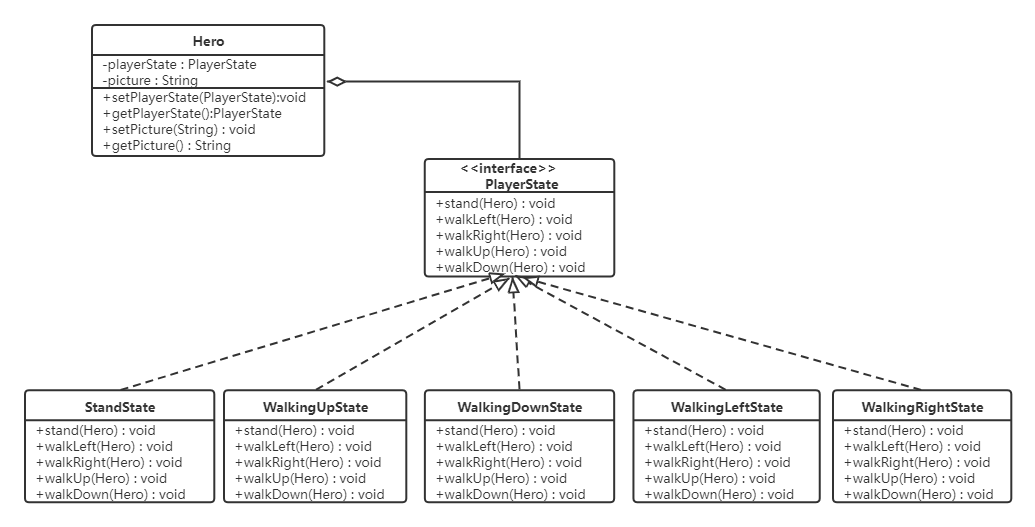 Hero
-playerState : PlayerState
-picture : String
+setPlayerState(PlayerState):void
+getPlayerState():PlayerState
+setPicture(String) : void
+getPicture() : String
<<interface>>
PlayerState
+stand(Hero) : void
+walkLeft(Hero) : void
+walkRight(Hero) : void
+walkUp(Hero) : void
+walkDown(Hero) : void
StandState
+stand(Hero) : void
+walkLeft(Hero) : void
+walkRight(Hero) : void
+walkUp(Hero) : void
+walkDown(Hero) : void
WalkingUpState
+stand(Hero) : void
+walkLeft(Hero) : void
+walkRight(Hero) : void
+walkUp(Hero) : void
+walkDown(Hero) : void
WalkingDownState
+stand(Hero) : void
+walkLeft(Hero) : void
+walkRight(Hero) : void
+walkUp(Hero) : void
+walkDown(Hero) : void
WalkingLeftState
+stand(Hero) : void
+walkLeft(Hero) : void
+walkRight(Hero) : void
+walkUp(Hero) : void
+walkDown(Hero) : void
WalkingRightState
+stand(Hero) : void
+walkLeft(Hero) : void
+walkRight(Hero) : void
+walkUp(Hero) : void
+walkDown(Hero) : void